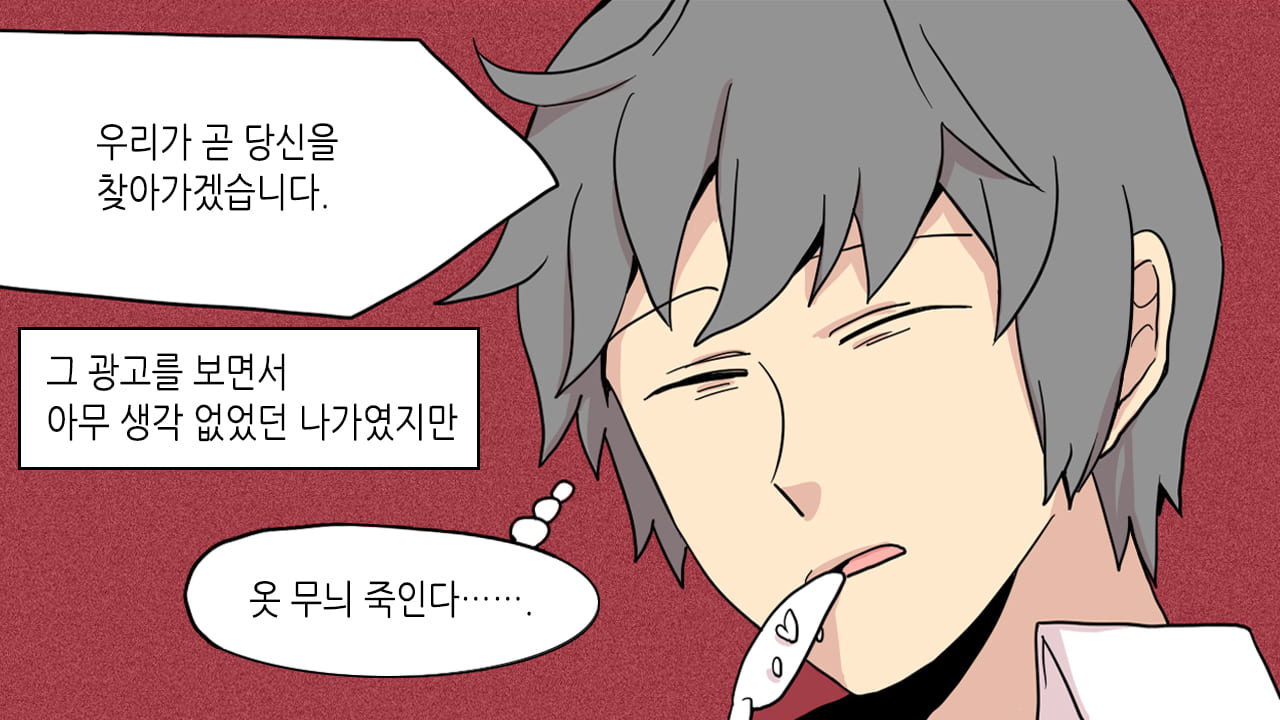 우리가 곧 당신을
찾아가겠습니다.
그 광고를 보면서
아무 생각 없었던 나가였지만
옷 무늬 죽인다…….